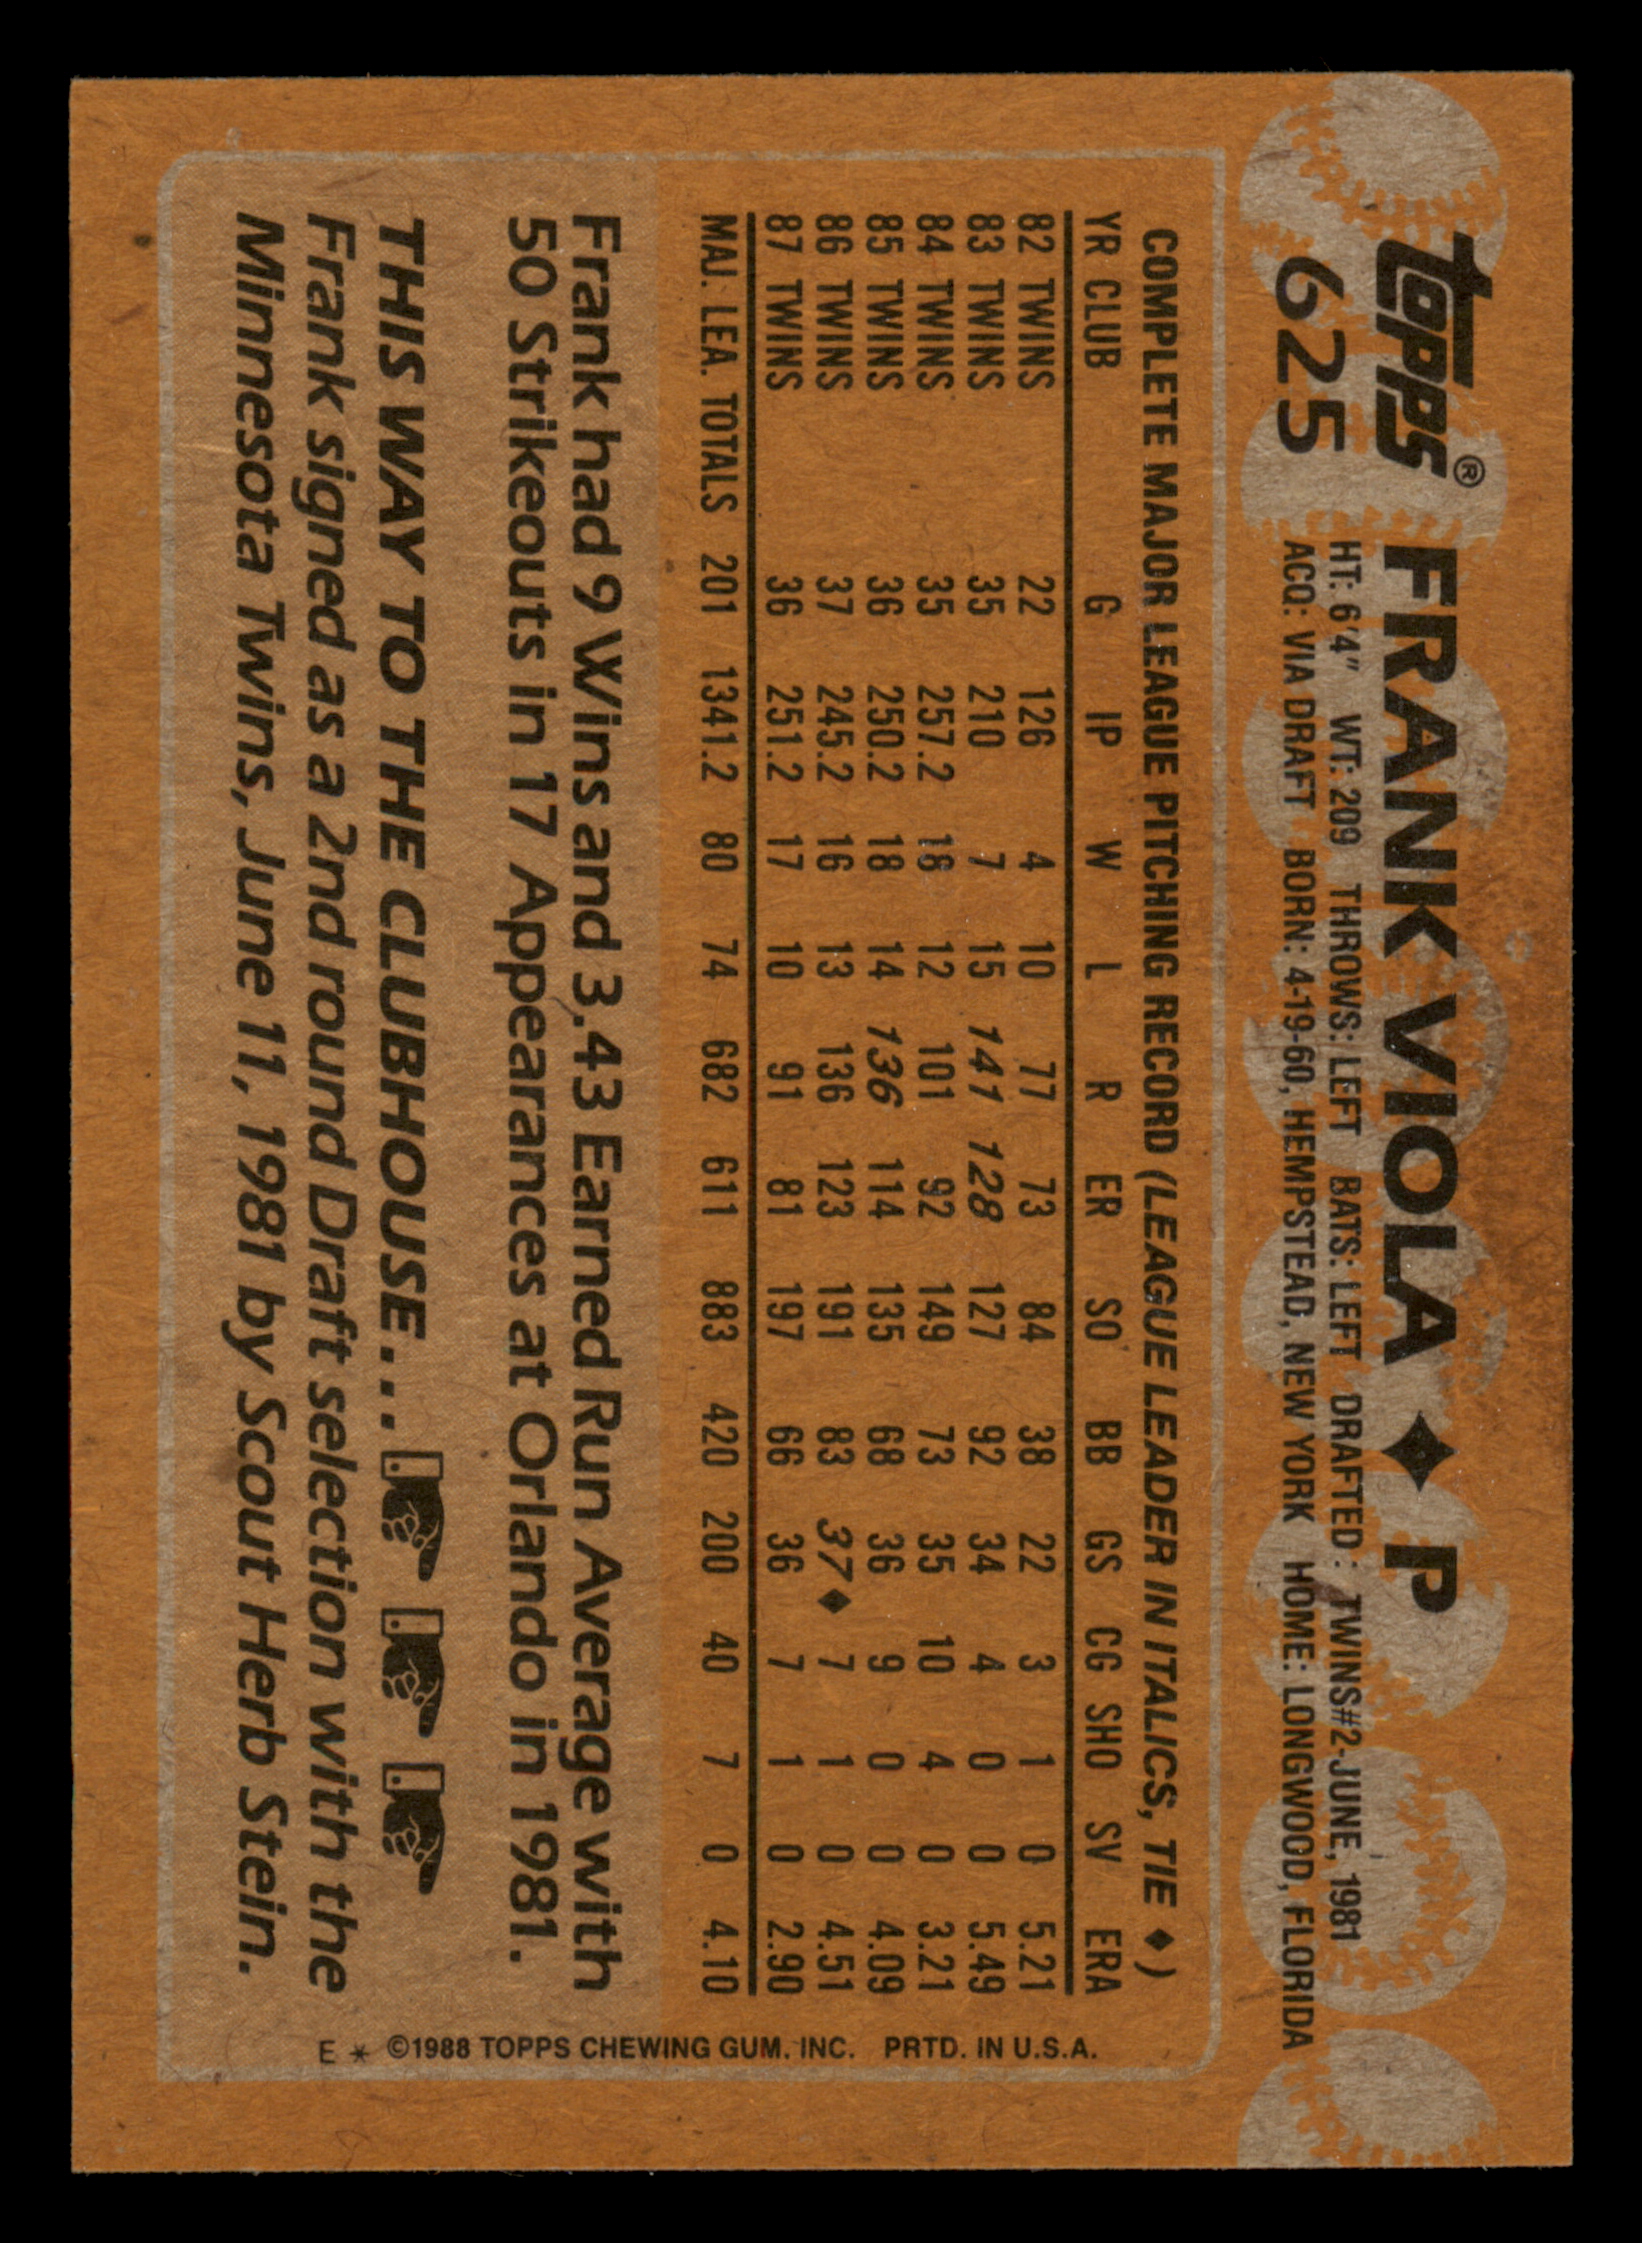 topps®
625
FRANK VIOLA ♦ P
HT: 6'4" WT: 209 THROWS: LEFT BATS: LEFT DRAFTED: TWINS#2-JUNE, 1981
ACQ: VIA DRAFT BORN: 4-19-60, HEMPSTEAD, NEW YORK HOME: LONGWOOD, FLORIDA
COMPLETE MAJOR LEAGUE PITCHING RECORD (LEAGUE LEADER IN ITALICS, TIE ♦)
YR CLUB G IP W L R ER SO BB GS CG SHO SV ERA
82 TWINS 22 126 4 10 77 73 84 38 22 3 1 0 5.21
83 TWINS 35 210 7 15 141 128 127 92 34 4 0 0 5.49
84 TWINS 35 257.2 18 12 101 92 149 73 35 10 4 0 3.21
85 TWINS 36 250.2 18 14 136 114 135 68 36 9 0 0 4.09
86 TWINS 37 245.2 16 13 136 123 191 83 37♦ 7 1 0 4.51
87 TWINS 36 251.2 17 10 91 81 197 66 36 7 1 0 2.90
MAJ. LEA. TOTALS 201 1341.2 80 74 682 611 883 420 200 40 7 0 4.10
Frank had 9 Wins and 3.43 Earned Run Average with
50 Strikeouts in 17 Appearances at Orlando in 1981.
THIS WAY TO THE CLUBHOUSE...
Frank signed as a 2nd round Draft selection with the
Minnesota Twins, June 11, 1981 by Scout Herb Stein.
E * ©1988 TOPPS CHEWING GUM, INC. PRTD. IN U.S.A.